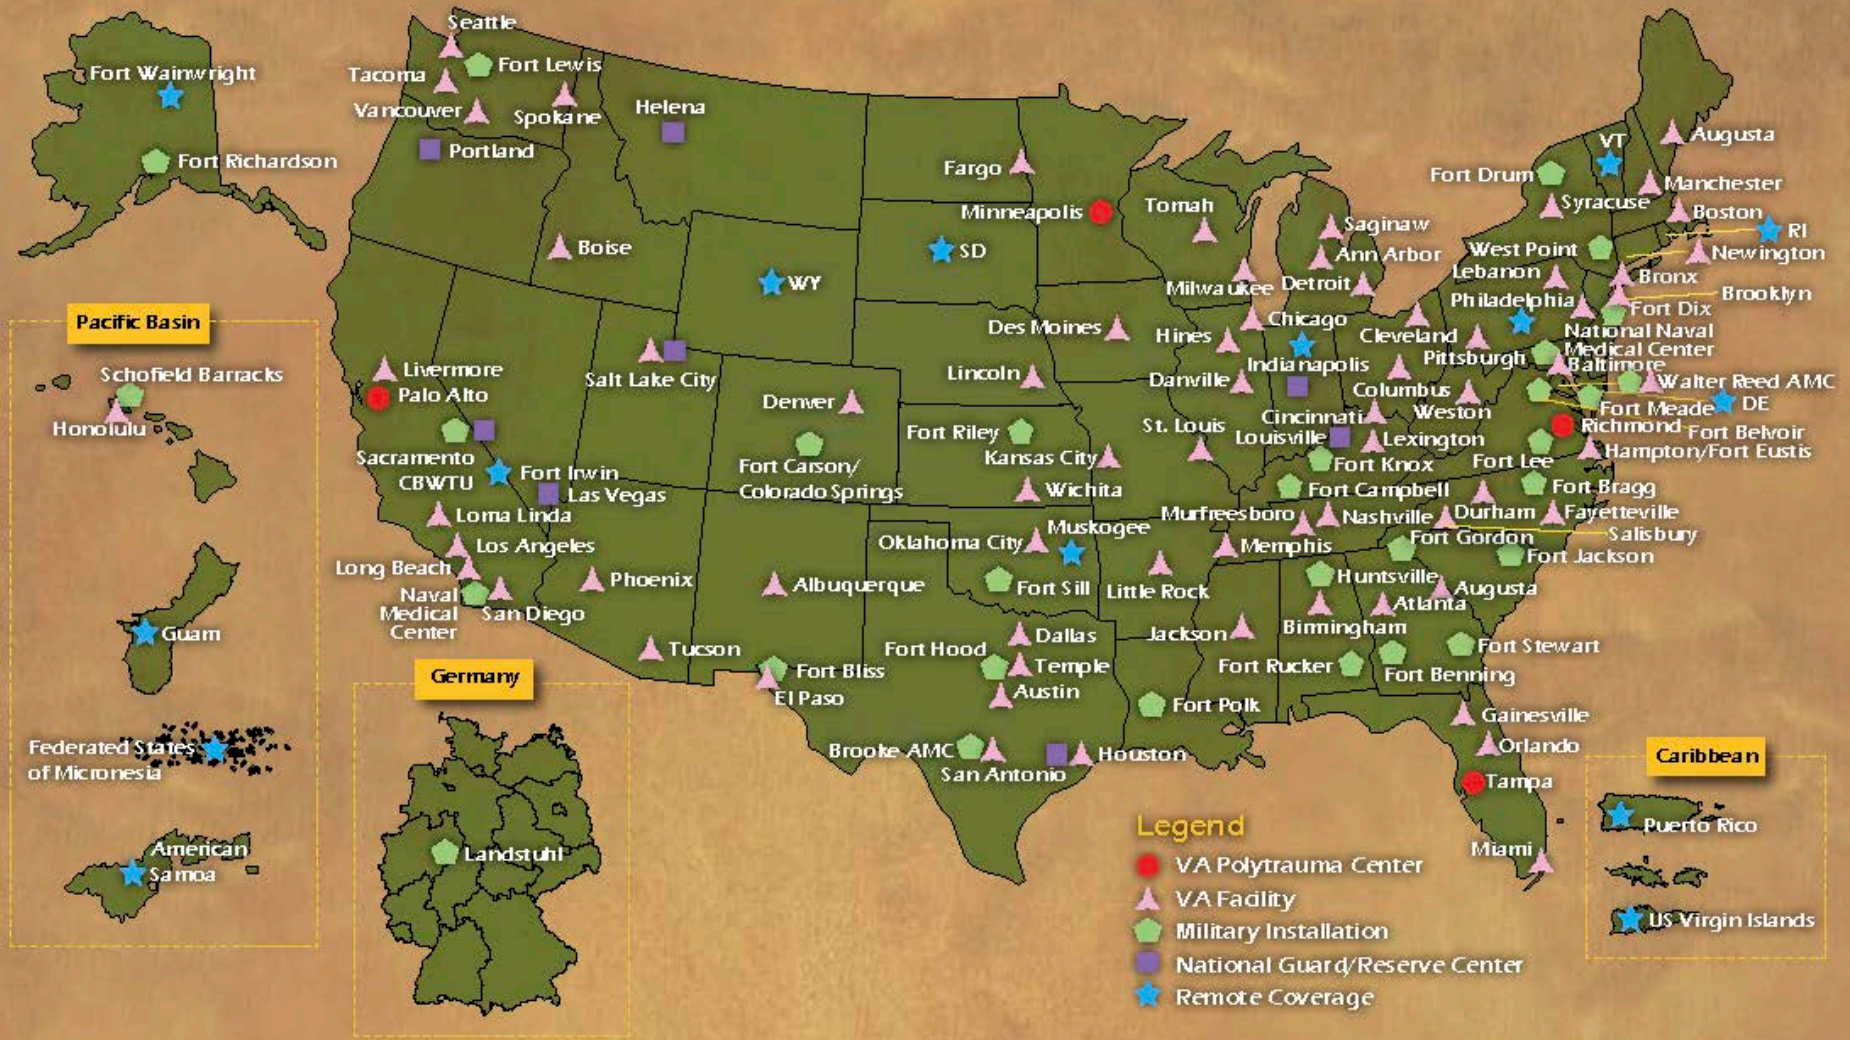 Seattle
Fort Lewis
Tacoma
Vancouver
Spokane
Helena
Portland
Fort Wainwright
Fort Richardson
Boise
Fargo
Minneapolis
Tomah
SD
WY
Saginaw
Ann Arbor
Milwaukee
Detroit
VT
Augusta
Fort Drum
Manchester
Syracuse
Boston
RI
West Point
Newington
Lebanon
Bronx
Brooklyn
Philadelphia
Fort Dix
National Naval
Medical Center
Baltimore
Walter Reed AMC
Fort Meade
DE
Richmond
Fort Belvoir
Hampton/Fort Eustis
Pacific Basin
Schofield Barracks
Honolulu
Guam
Federated States
of Micronesia
American
Samoa
Livermore
Palo Alto
Sacramento
CBWTU
Fort Irwin
Las Vegas
Loma Linda
Los Angeles
Long Beach
Naval
Medical
Center
San Diego
Salt Lake City
Denver
Fort Carson/
Colorado Springs
Phoenix
Tucson
Albuquerque
Fort Bliss
El Paso
Des Moines
Lincoln
Fort Riley
Kansas City
Wichita
Hines
Chicago
Danville
Indianapolis
St. Louis
Cleveland
Pittsburgh
Columbus
Weston
Cincinnati
Louisville
Lexington
Fort Knox
Fort Lee
Fort Campbell
Fort Bragg
Murfreesboro
Nashville
Durham
Fayetteville
Salisbury
Muskogee
Oklahoma City
Fort Sill
Memphis
Little Rock
Fort Gordon
Fort Jackson
Huntsville
Augusta
Atlanta
Birmingham
Jackson
Dallas
Fort Hood
Temple
Austin
Fort Rucker
Fort Stewart
Fort Benning
Fort Polk
Brooke AMC
San Antonio
Houston
Gainesville
Orlando
Tampa
Miami
Germany
Landstuhl
Caribbean
Puerto Rico
US Virgin Islands
Legend
VA Polytrauma Center
VA Facility
Military Installation
National Guard/Reserve Center
Remote Coverage